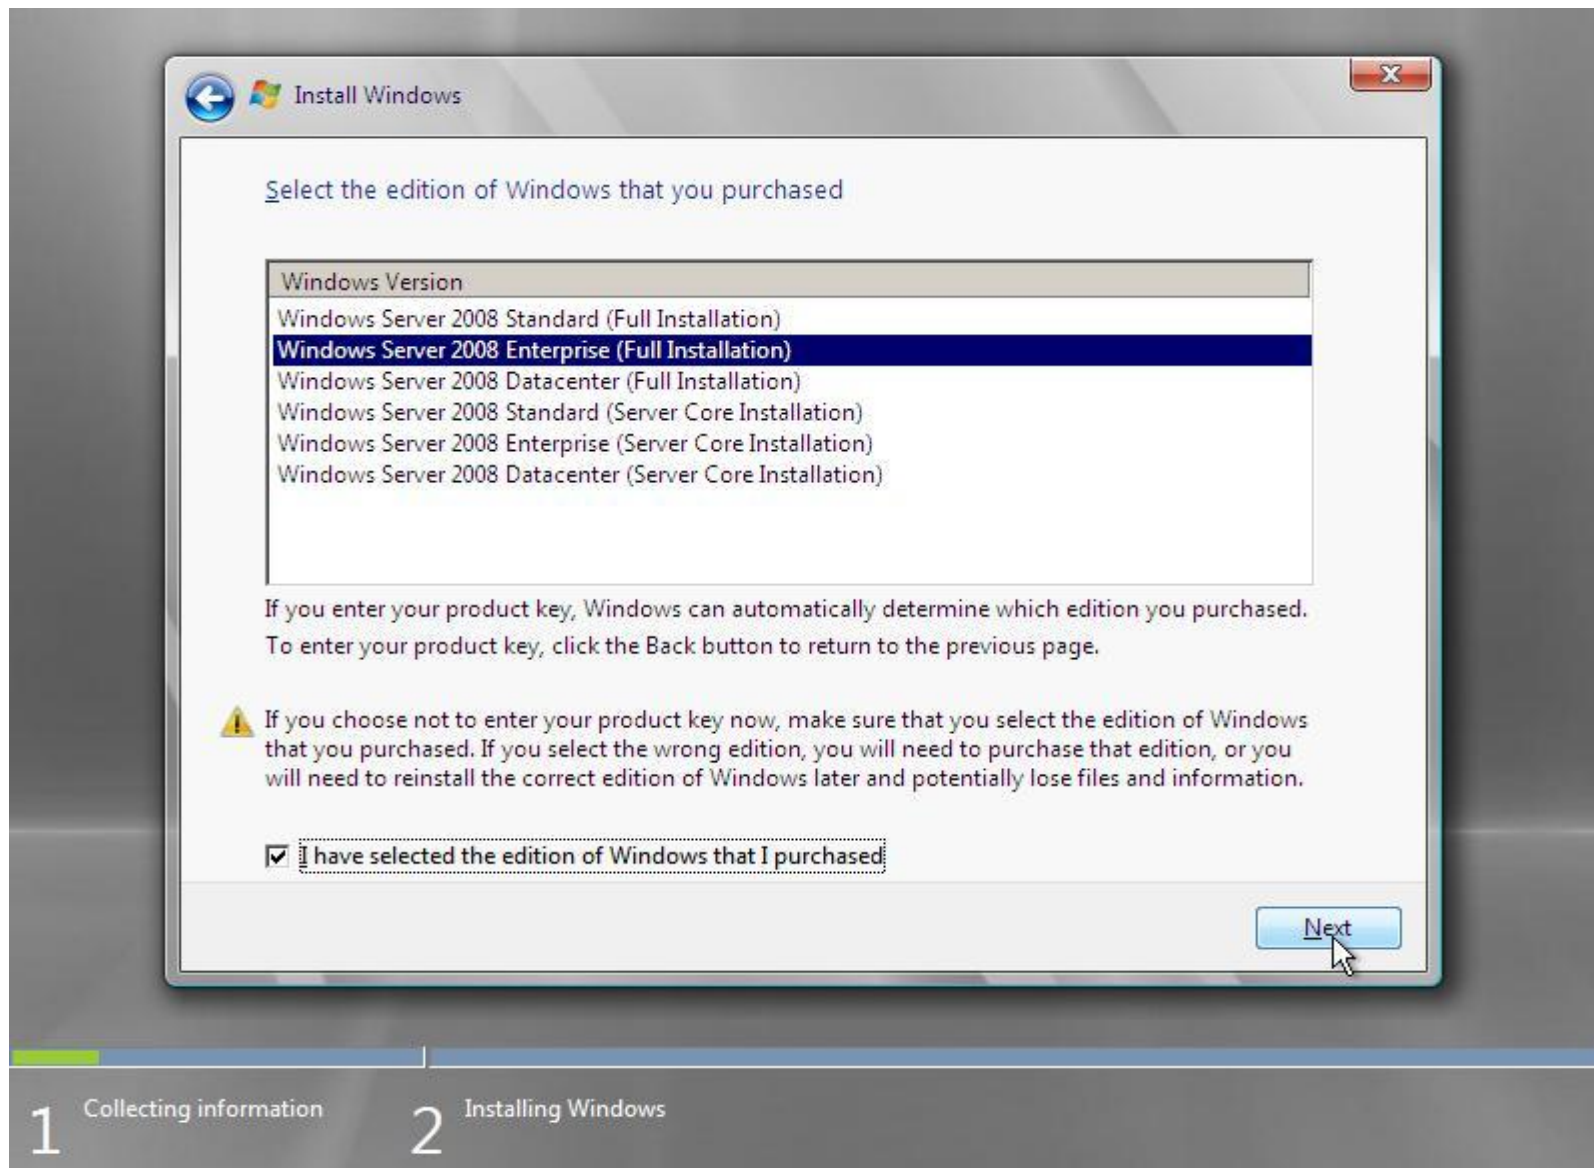 Install Windows
Select the edition of Windows that you purchased
Windows Version
Windows Server 2008 Standard (Full Installation)
Windows Server 2008 Enterprise (Full Installation)
Windows Server 2008 Datacenter (Full Installation)
Windows Server 2008 Standard (Server Core Installation)
Windows Server 2008 Enterprise (Server Core Installation)
Windows Server 2008 Datacenter (Server Core Installation)
If you enter your product key, Windows can automatically determine which edition you purchased.
To enter your product key, click the Back button to return to the previous page.
If you choose not to enter your product key now, make sure that you select the edition of Windows
that you purchased. If you select the wrong edition, you will need to purchase that edition, or you
will need to reinstall the correct edition of Windows later and potentially lose files and information.
I have selected the edition of Windows that I purchased
Next
1 Collecting information 2 Installing Windows